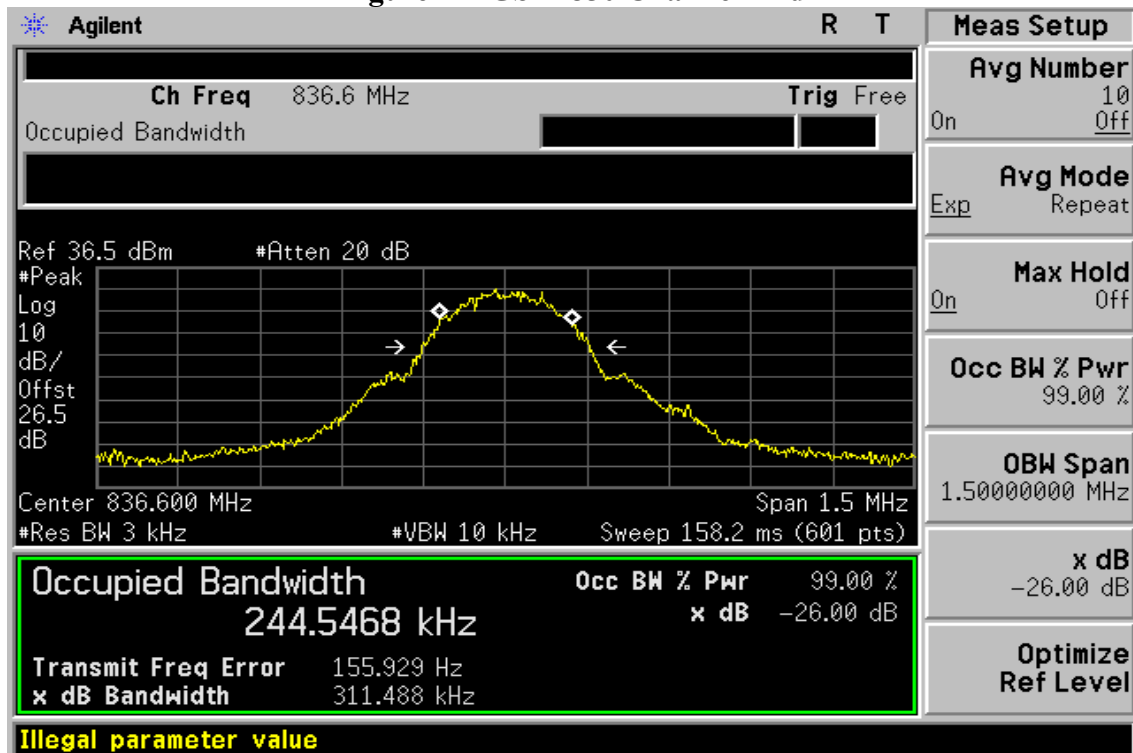 Agilent R T Meas Setup
Ch Freq 836.6 MHz Trig Free
Occupied Bandwidth
Avg Number
10
On Off
Avg Mode
Exp Repeat
Max Hold
On Off
Occ BW % Pwr
99.00 %
OBW Span
1.50000000 MHz
x dB
-26.00 dB
Optimize
Ref Level
Ref 36.5 dBm #Atten 20 dB
#Peak
Log
10
dB/
Offst
26.5
dB
Center 836.600 MHz Span 1.5 MHz
#Res BW 3 kHz #VBW 10 kHz Sweep 158.2 ms (601 pts)
Occupied Bandwidth Occ BW % Pwr 99.00 %
244.5468 kHz x dB -26.00 dB
Transmit Freq Error 155.929 Hz
x dB Bandwidth 311.488 kHz
Illegal parameter value